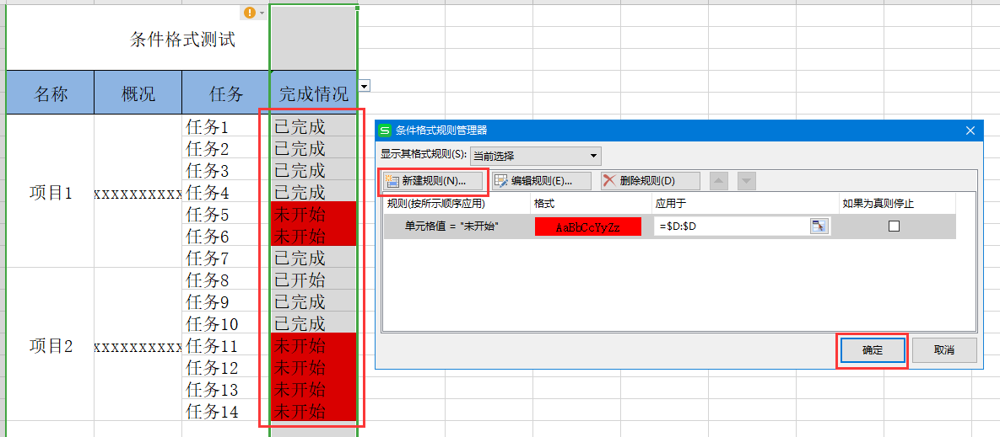 条件格式测试
名称 概况 任务 完成情况
任务1 已完成
任务2 已完成
任务3 已完成
项目1 xxxxxxxxxx 任务4 已完成
任务5 未开始
任务6 未开始
任务7 已完成
任务8 已开始
任务9 已完成
任务10 已完成
项目2 xxxxxxxxxx 任务11 未开始
任务12 未开始
任务13 未开始
任务14 未开始
S 条件格式规则管理器
显示其格式规则(S): 当前选择
新建规则(N)... 编辑规则(E)... 删除规则(D)
规则(按所示顺序应用) 格式 应用于 如果为真则停止
单元格值 = "未开始" AaBbCcYyZz =$D:$D
确定 取消